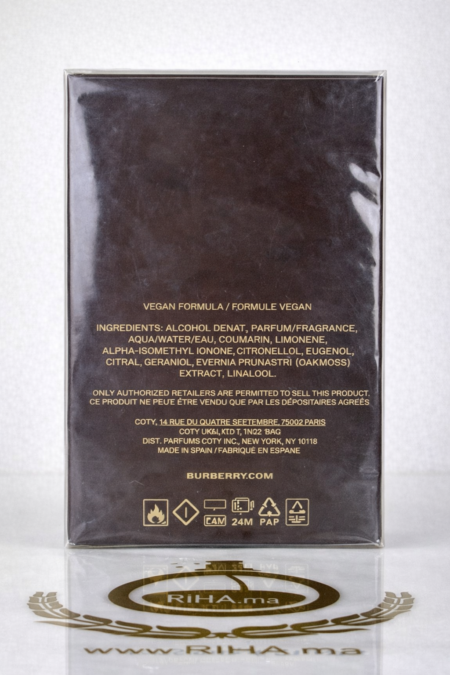 VEGAN FORMULA / FORMULE VEGAN
INGREDIENTS: ALCOHOL DENAT, PARFUM/FRAGRANCE,
AQUA/WATER/EAU, COUMARIN, LIMONENE,
ALPHA-ISOMETHYL IONONE, CITRONELLOL, EUGENOL,
CITRAL, GERANIOL, EVERNIA PRUNASTRI (OAKMOSS)
EXTRACT, LINALOOL.
ONLY AUTHORIZED RETAILERS ARE PERMITTED TO SELL THIS PRODUCT.
CE PRODUIT NE PEUT ÊTRE VENDU QUE PAR LES DÉPOSITAIRES AGREÉS
COTY, 14 RUE DU QUATRE SEETEMBRE, 75002 PARIS
COTY
DIST. PARFUMS COTY INC., NEW YORK, NY 10118
MADE IN SPAIN / FABRIQUÉ EN ESPANE
BURBERRY.COM
24M PAP
RIHA.ma
www.RIHA.ma